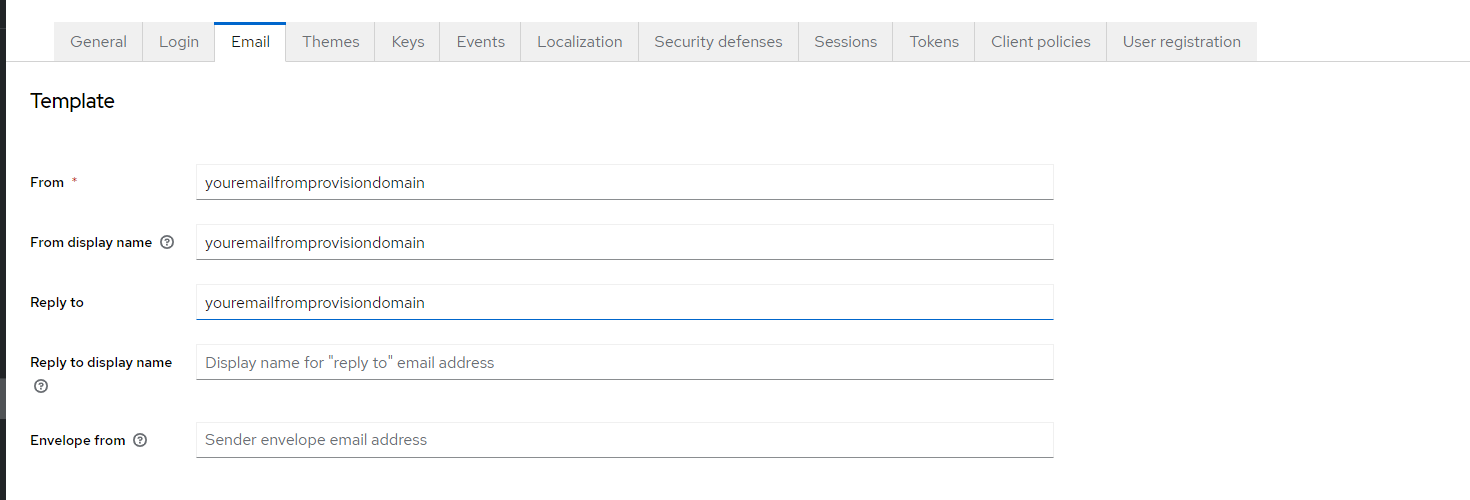 General Login Email Themes Keys Events Localization Security defenses Sessions Tokens Client policies User registration
Template
From * youremailfromprovisiondomain
From display name youremailfromprovisiondomain
Reply to youremailfromprovisiondomain
Reply to display name Display name for "reply to" email address
Envelope from Sender envelope email address